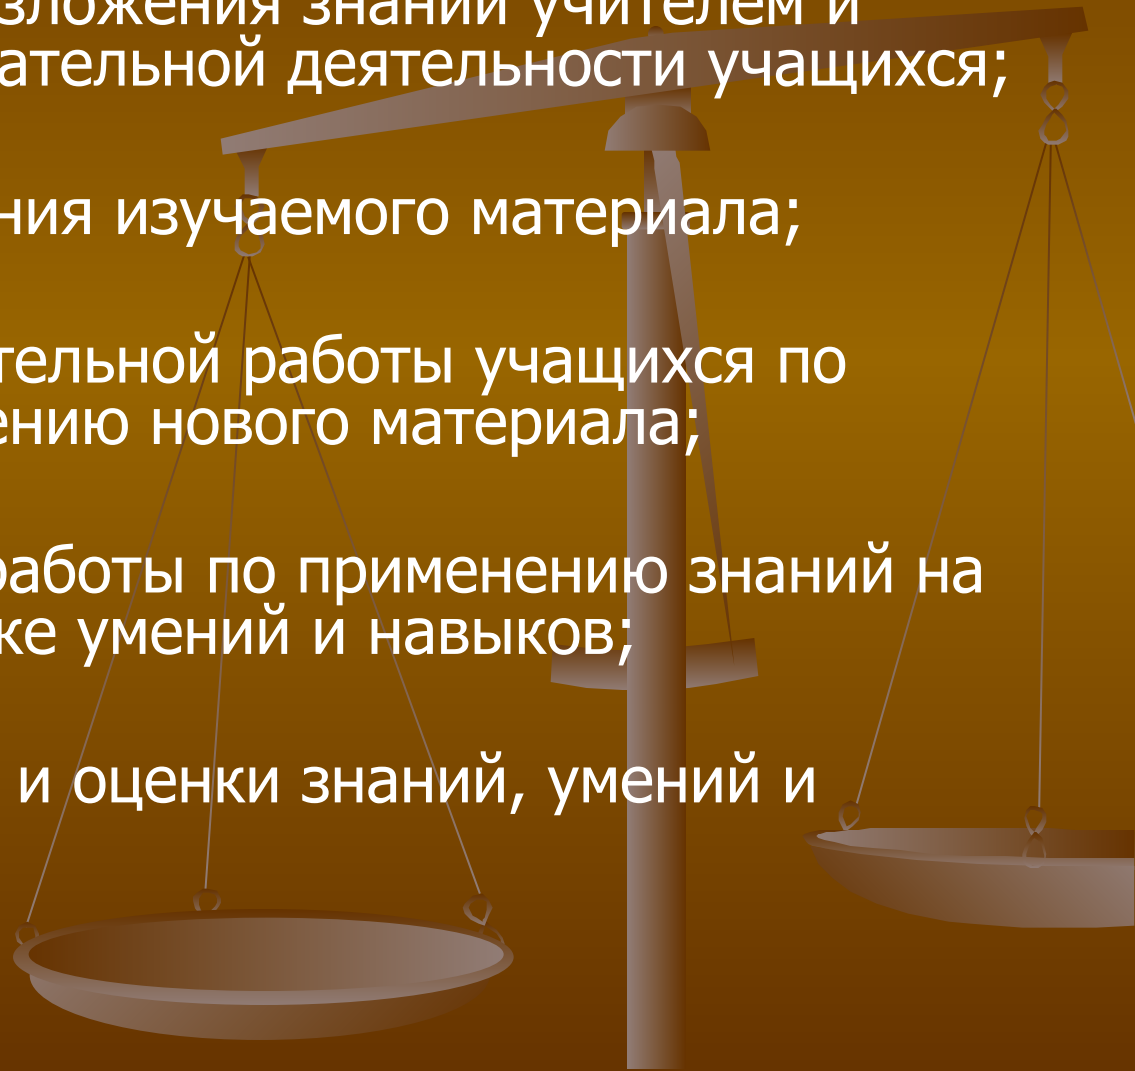 зложения знаний учителем и
ательной деятельности учащихся;
ния изучаемого материала;
тельной работы учащихся по
ению нового материала;
работы по применению знаний на
ке умений и навыков;
и оценки знаний, умений и